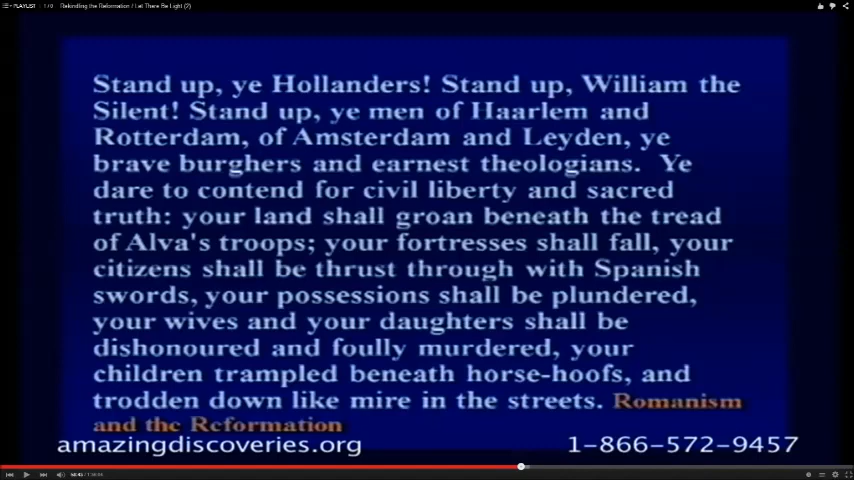 PLAYLIST 1/0 Rekindling the Reformation / Let There Be Light (2)
Stand up, ye Hollanders! Stand up, William the
Silent! Stand up, ye men of Haarlem and
Rotterdam, of Amsterdam and Leyden, ye
brave burghers and earnest theologians. Ye
dare to contend for civil liberty and sacred
truth: your land shall groan beneath the tread
of Alva's troops; your fortresses shall fall, your
citizens shall be thrust through with Spanish
swords, your possessions shall be plundered,
your wives and your daughters shall be
dishonoured and foully murdered, your
children trampled beneath horse-hoofs, and
trodden down like mire in the streets. Romanism
and the Reformation
amazingdiscoveries.org 1-866-572-9457